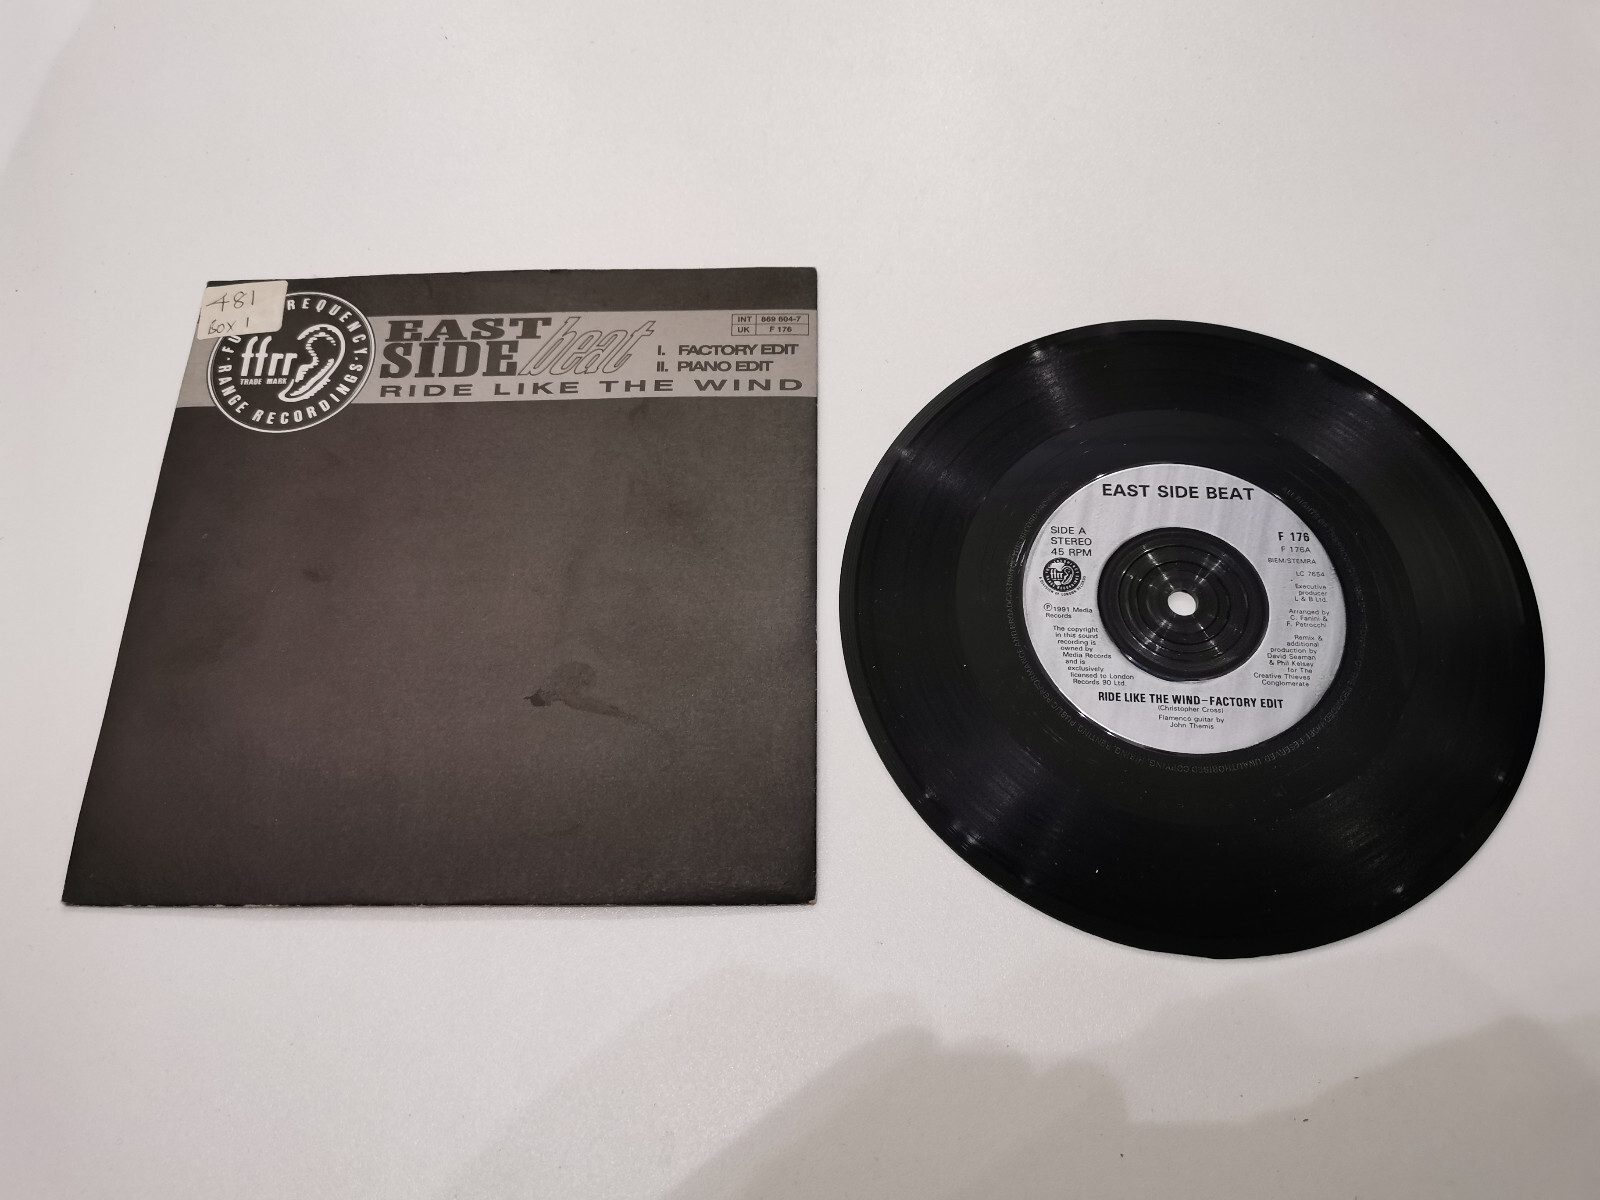 481
Box 1
FREQUENCY
RANGE RECORDINGS
ffrr
TRADE MARK
EAST
SIDE beat
INT 869 604-7
UK F 176
I. FACTORY EDIT
II. PIANO EDIT
RIDE LIKE THE WIND
EAST SIDE BEAT
SIDE A
STEREO
45 RPM
ffrr
℗ 1991 Media
Records
The copyright
in this sound
recording is
owned by
Media Records
and is
exclusively
licensed to London
Records 90 Ltd.
F 176
F 176A
BIEM/STEMRA
LC 7654
Executive
producer
L & B Ltd.
Arranged by
C. Fanini &
F. Petrocchi
Remix &
additional
production by
David Seaman
& Phil Kelsey
for The
Creative Thieves
Conglomerate
RIDE LIKE THE WIND–FACTORY EDIT
(Christopher Cross)
Flamenco guitar by
John Themis